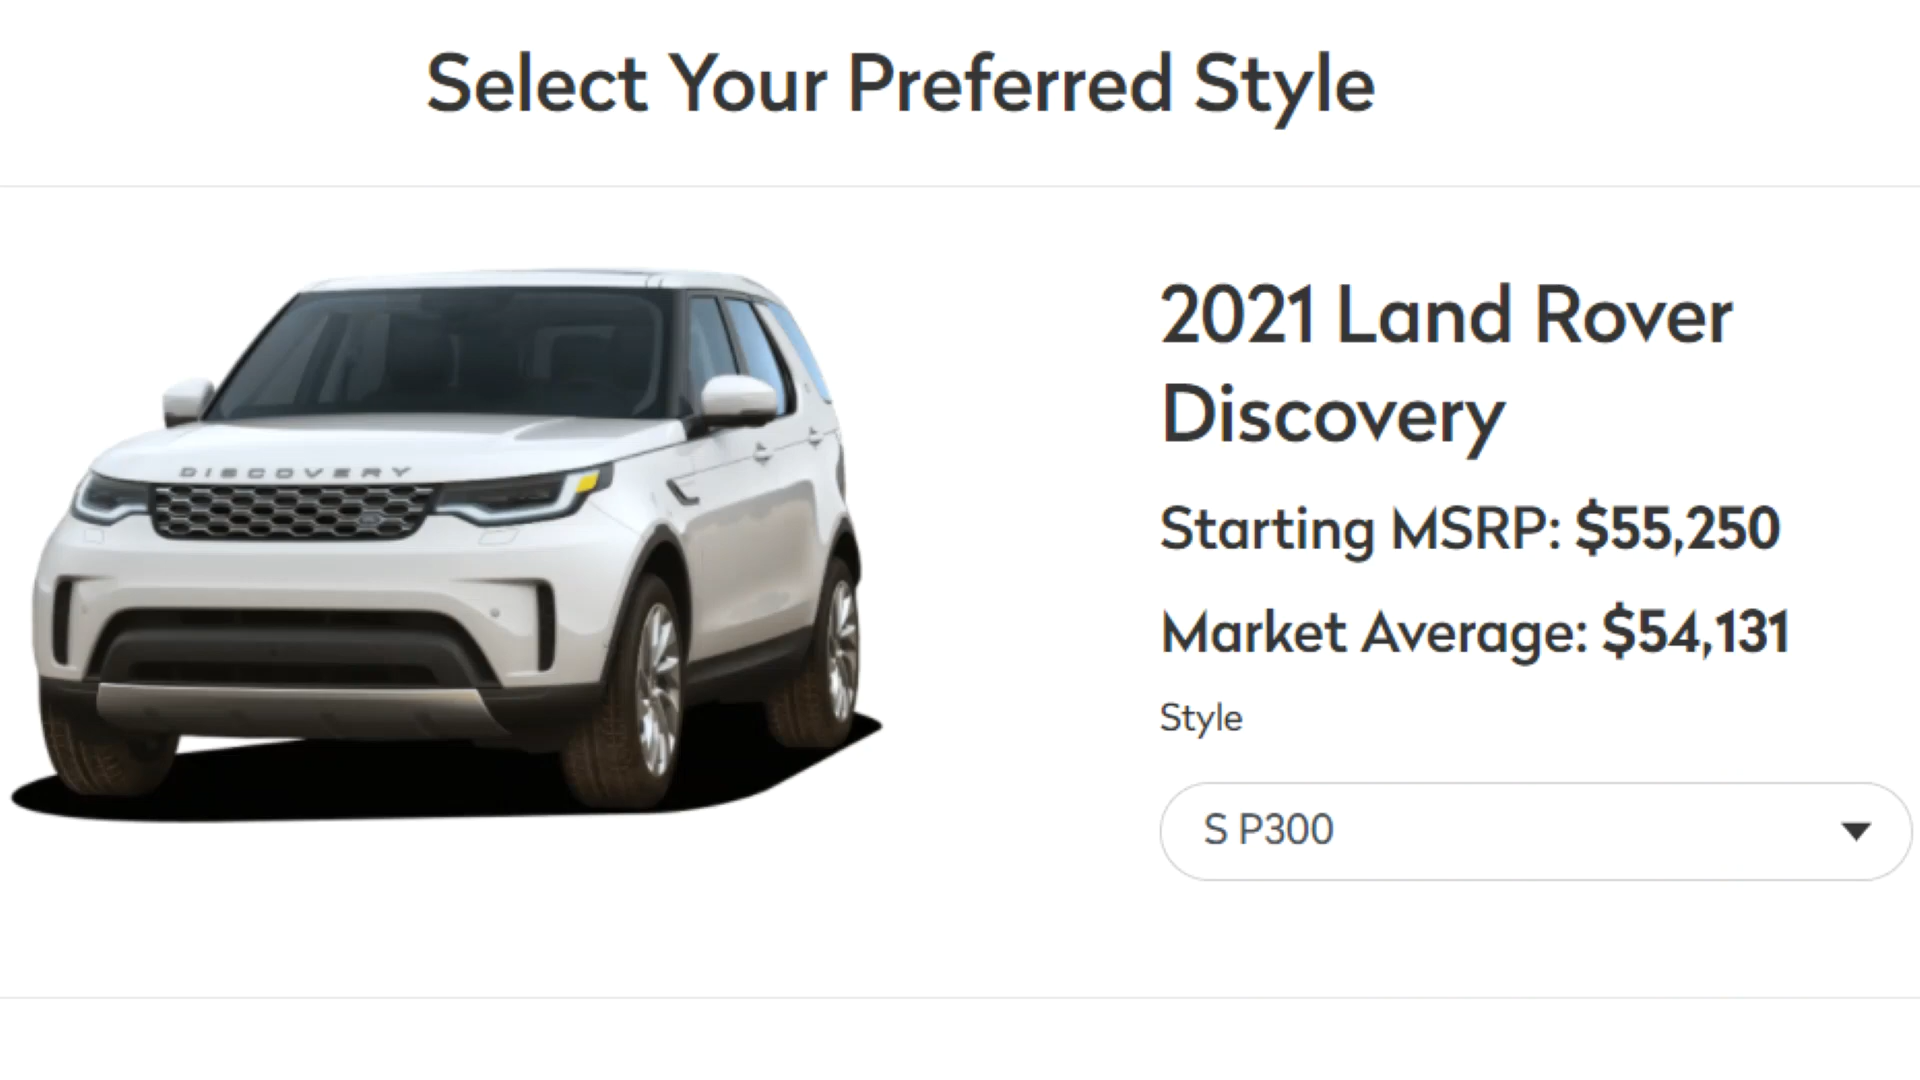 Select Your Preferred Style
DISCOVERY
2021 Land Rover
Discovery
Starting MSRP: $55,250
Market Average: $54,131
Style
S P300